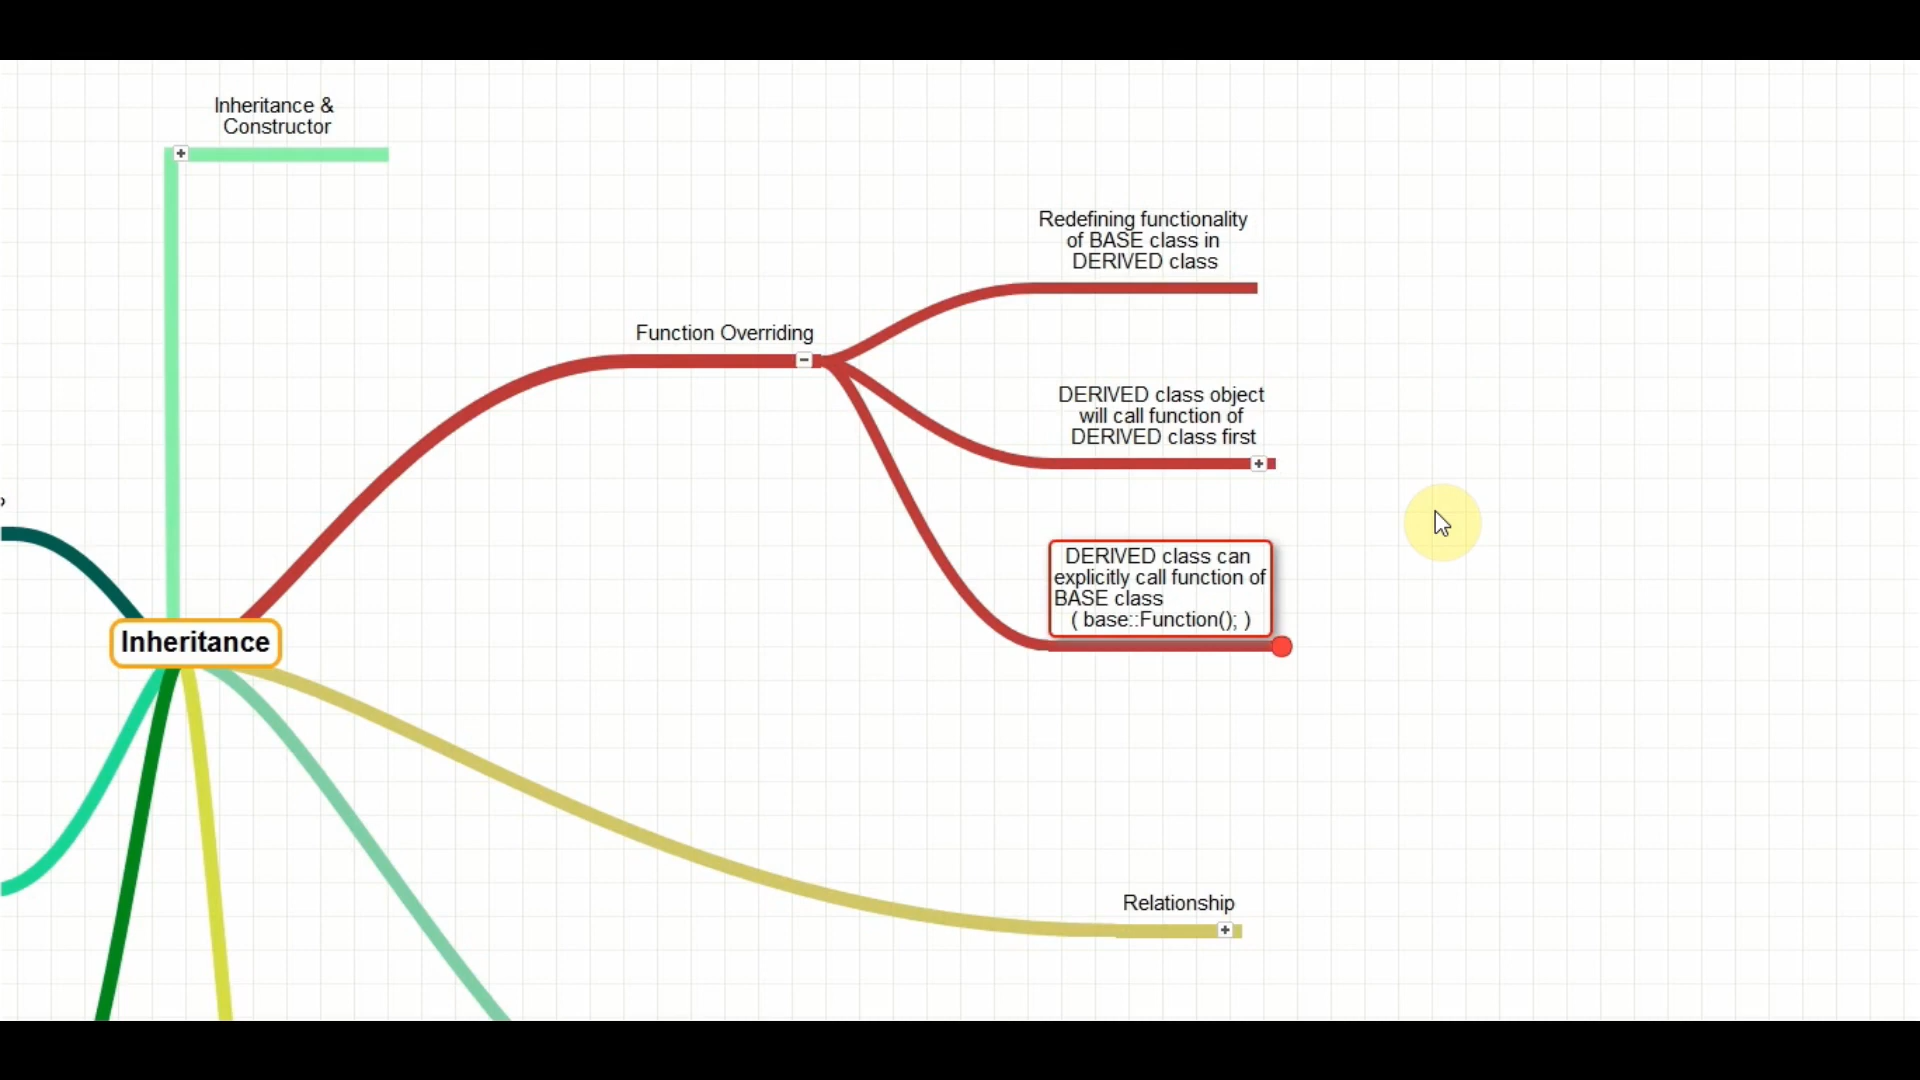 Inheritance &
Constructor
Redefining functionality
of BASE class in
DERIVED class
Function Overriding
DERIVED class object
will call function of
DERIVED class first
DERIVED class can
explicitly call function of
BASE class
( base::Function(); )
Inheritance
Relationship